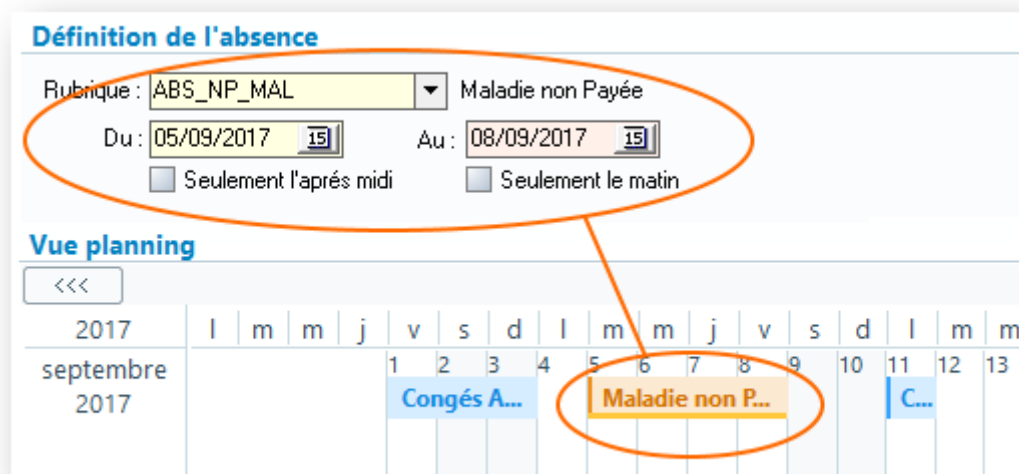 Définition de l'absence
Rubrique : ABS_NP_MAL Maladie non Payée
Du : 05/09/2017 15 Au : 08/09/2017 15
Seulement l'aprés midi Seulement le matin
Vue planning
<<<
2017 l m m j v s d l m m j v s d l m m
septembre 1 2 3 4 5 6 7 8 9 10 11 12 13
2017 Congés A... Maladie non P... C...